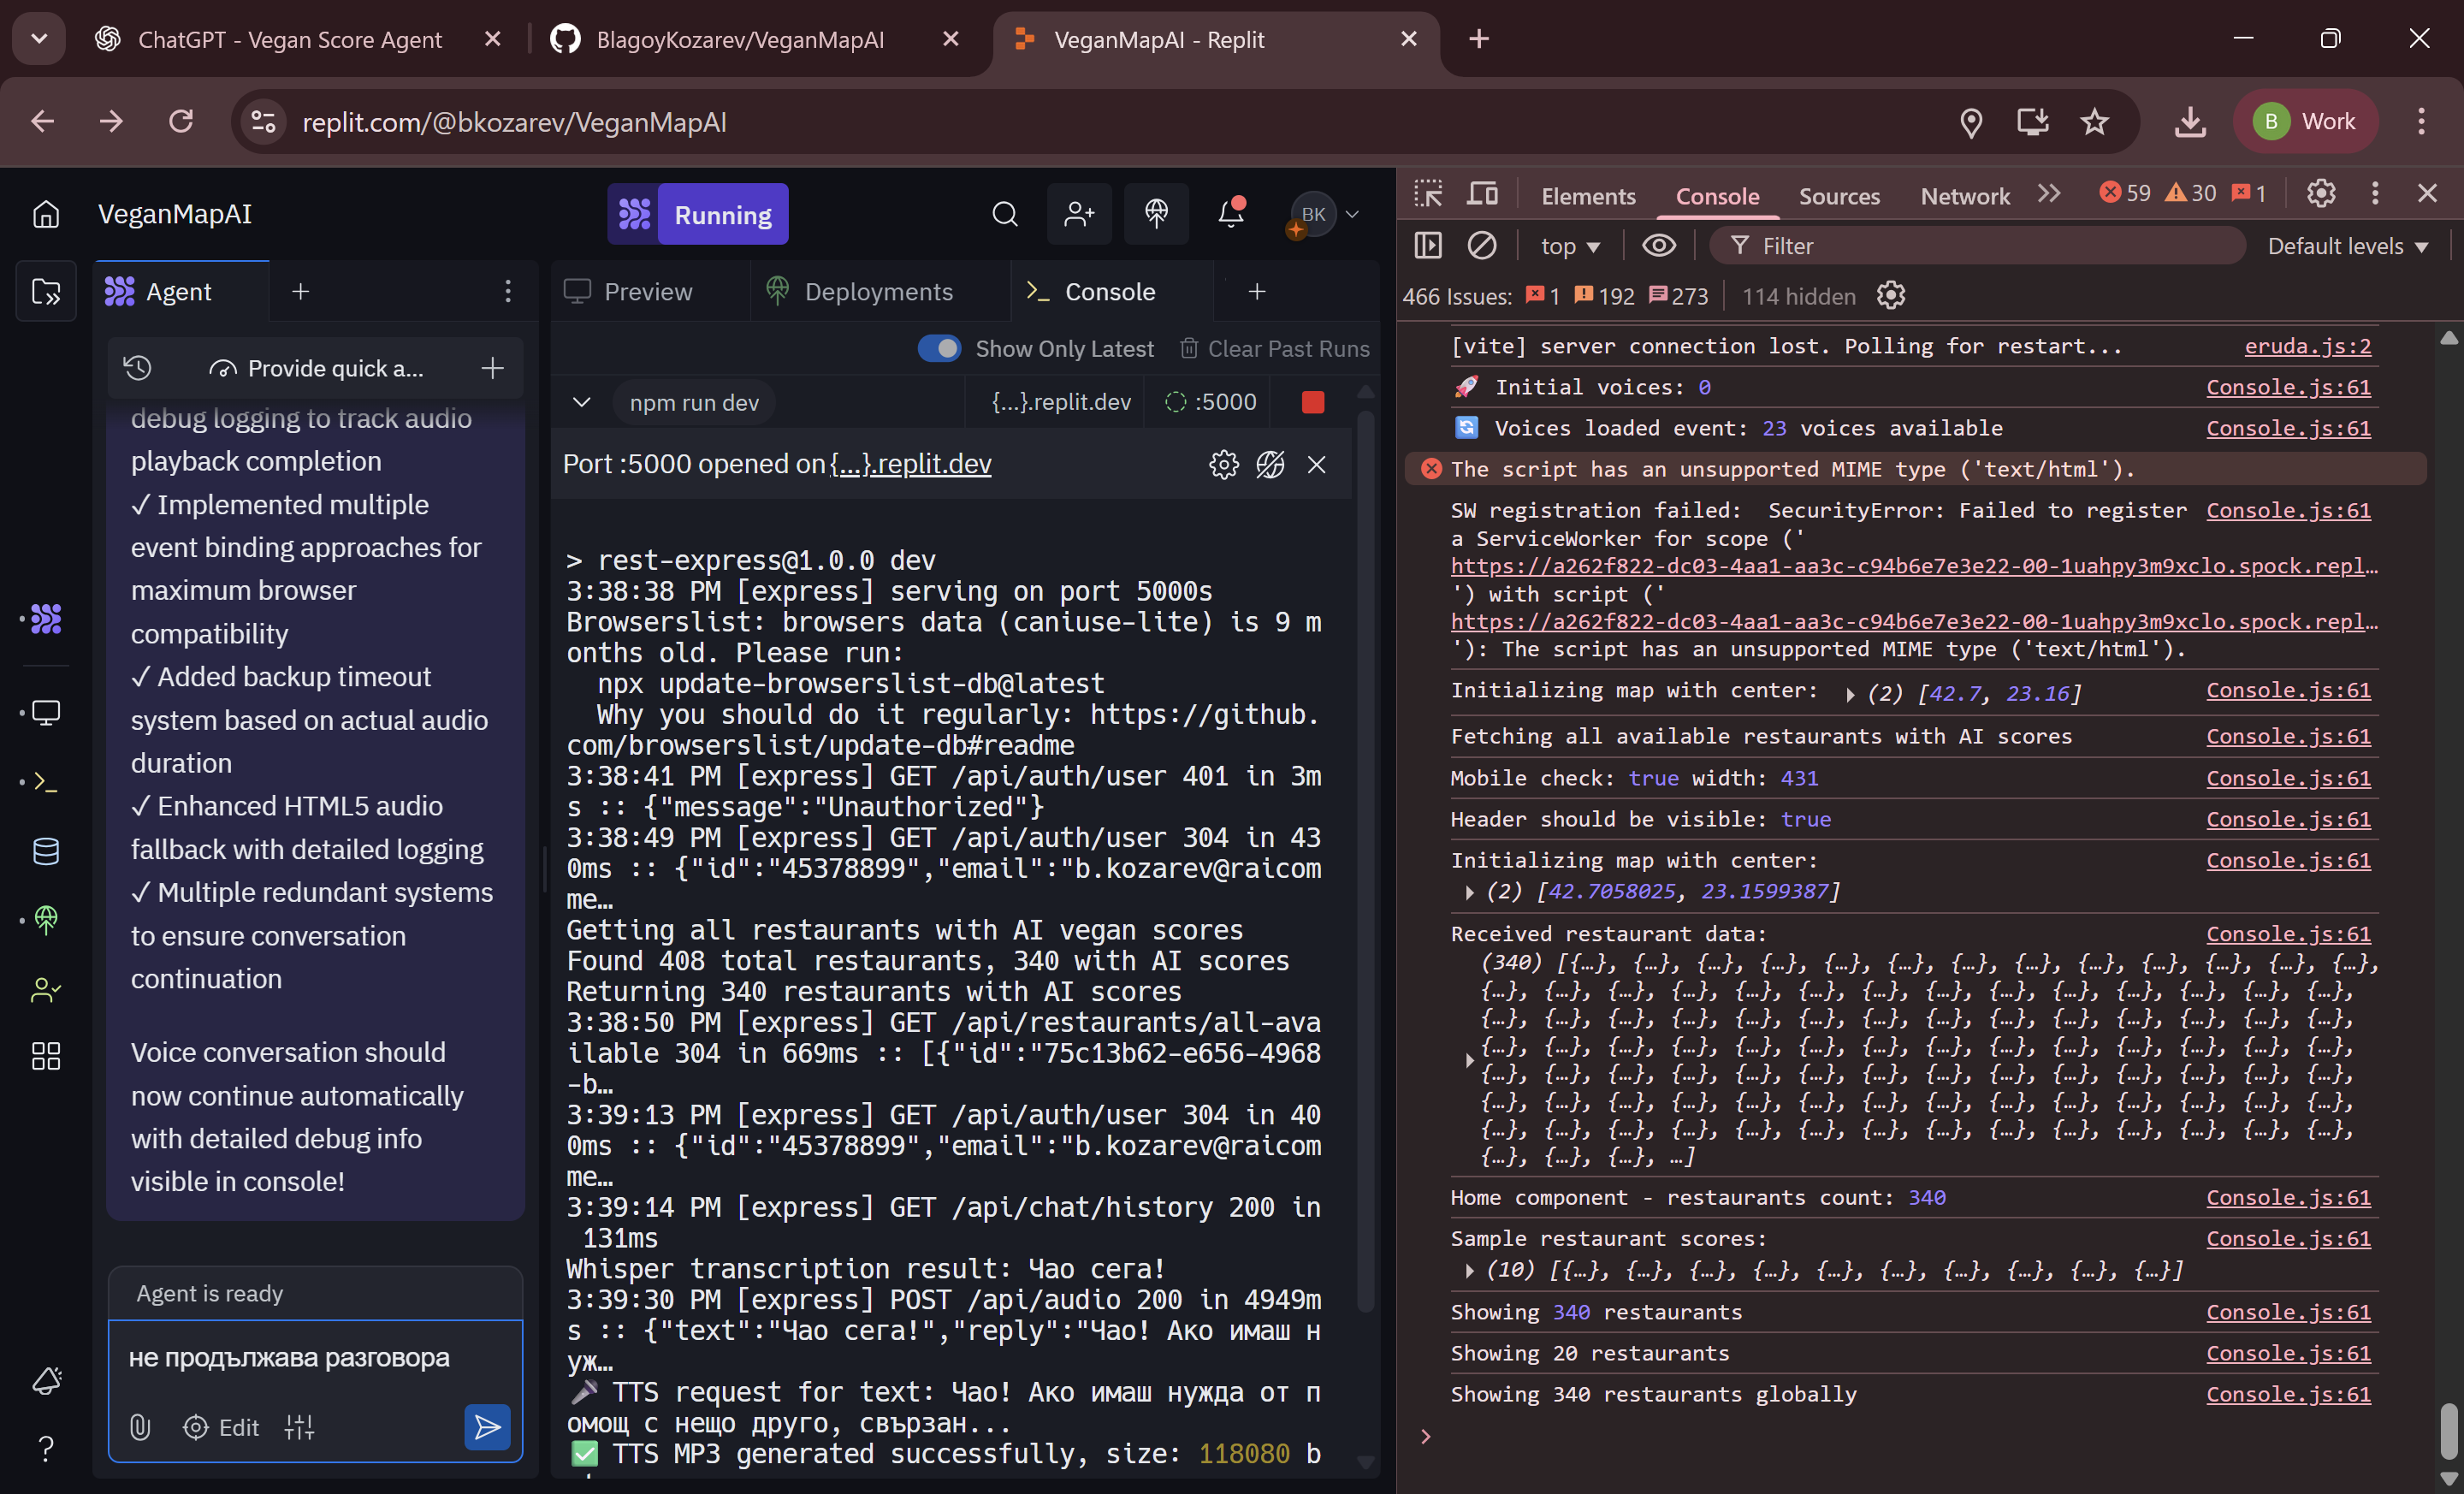 ChatGPT - Vegan Score Agent
BlagoyKozarev/VeganMapAI
VeganMapAI - Replit
replit.com/@bkozarev/VeganMapAI
B Work
VeganMapAI
Running
BK
Agent
Provide quick a...
debug logging to track audio
playback completion
✓ Implemented multiple
event binding approaches for
maximum browser
compatibility
✓ Added backup timeout
system based on actual audio
duration
✓ Enhanced HTML5 audio
fallback with detailed logging
✓ Multiple redundant systems
to ensure conversation
continuation
Voice conversation should
now continue automatically
with detailed debug info
visible in console!
Agent is ready
не продължава разговора
Edit
Preview
Deployments
Console
Show Only Latest
Clear Past Runs
npm run dev
{...}.replit.dev
:5000
Port :5000 opened on {...}.replit.dev
> rest-express@1.0.0 dev
3:38:38 PM [express] serving on port 5000s
Browserslist: browsers data (caniuse-lite) is 9 m
onths old. Please run:
npx update-browserslist-db@latest
Why you should do it regularly: https://github.
com/browserslist/update-db#readme
3:38:41 PM [express] GET /api/auth/user 401 in 3m
s :: {"message":"Unauthorized"}
3:38:49 PM [express] GET /api/auth/user 304 in 43
0ms :: {"id":"45378899","email":"b.kozarev@raicom
me…
Getting all restaurants with AI vegan scores
Found 408 total restaurants, 340 with AI scores
Returning 340 restaurants with AI scores
3:38:50 PM [express] GET /api/restaurants/all-ava
ilable 304 in 669ms :: [{"id":"75c13b62-e656-4968
-b…
3:39:13 PM [express] GET /api/auth/user 304 in 40
0ms :: {"id":"45378899","email":"b.kozarev@raicom
me…
3:39:14 PM [express] GET /api/chat/history 200 in
131ms
Whisper transcription result: Чао сега!
3:39:30 PM [express] POST /api/audio 200 in 4949m
s :: {"text":"Чао сега!","reply":"Чао! Ако имаш н
уж…
🎤 TTS request for text: Чао! Ако имаш нужда от п
омощ с нещо друго, свързан...
✅ TTS MP3 generated successfully, size: 118080 b
Elements
Console
Sources
Network
59
30
1
top
Filter
Default levels
466 Issues: 1 192 273
114 hidden
[vite] server connection lost. Polling for restart... eruda.js:2
🚀 Initial voices: 0 Console.js:61
🔄 Voices loaded event: 23 voices available Console.js:61
The script has an unsupported MIME type ('text/html').
SW registration failed: SecurityError: Failed to register Console.js:61
a ServiceWorker for scope ('
https://a262f822-dc03-4aa1-aa3c-c94b6e7e3e22-00-1uahpy3m9xclo.spock.repl…
') with script ('
https://a262f822-dc03-4aa1-aa3c-c94b6e7e3e22-00-1uahpy3m9xclo.spock.repl…
'): The script has an unsupported MIME type ('text/html').
Initializing map with center: (2) [42.7, 23.16] Console.js:61
Fetching all available restaurants with AI scores Console.js:61
Mobile check: true width: 431 Console.js:61
Header should be visible: true Console.js:61
Initializing map with center: Console.js:61
(2) [42.7058025, 23.1599387]
Received restaurant data: Console.js:61
(340) [{…}, {…}, {…}, {…}, {…}, {…}, {…}, {…}, {…}, {…}, {…}, {…}, {…},
{…}, {…}, {…}, {…}, {…}, {…}, {…}, {…}, {…}, {…}, {…}, {…}, {…}, {…},
{…}, {…}, {…}, {…}, {…}, {…}, {…}, {…}, {…}, {…}, {…}, {…}, {…}, {…},
{…}, {…}, {…}, {…}, {…}, {…}, {…}, {…}, {…}, {…}, {…}, {…}, {…}, {…},
{…}, {…}, {…}, {…}, {…}, {…}, {…}, {…}, {…}, {…}, {…}, {…}, {…}, {…},
{…}, {…}, {…}, {…}, {…}, {…}, {…}, {…}, {…}, {…}, {…}, {…}, {…}, {…},
{…}, {…}, {…}, {…}, {…}, {…}, {…}, {…}, {…}, {…}, {…}, {…}, {…}, {…},
{…}, {…}, {…}, …]
Home component - restaurants count: 340 Console.js:61
Sample restaurant scores: Console.js:61
(10) [{…}, {…}, {…}, {…}, {…}, {…}, {…}, {…}, {…}, {…}]
Showing 340 restaurants Console.js:61
Showing 20 restaurants Console.js:61
Showing 340 restaurants globally Console.js:61